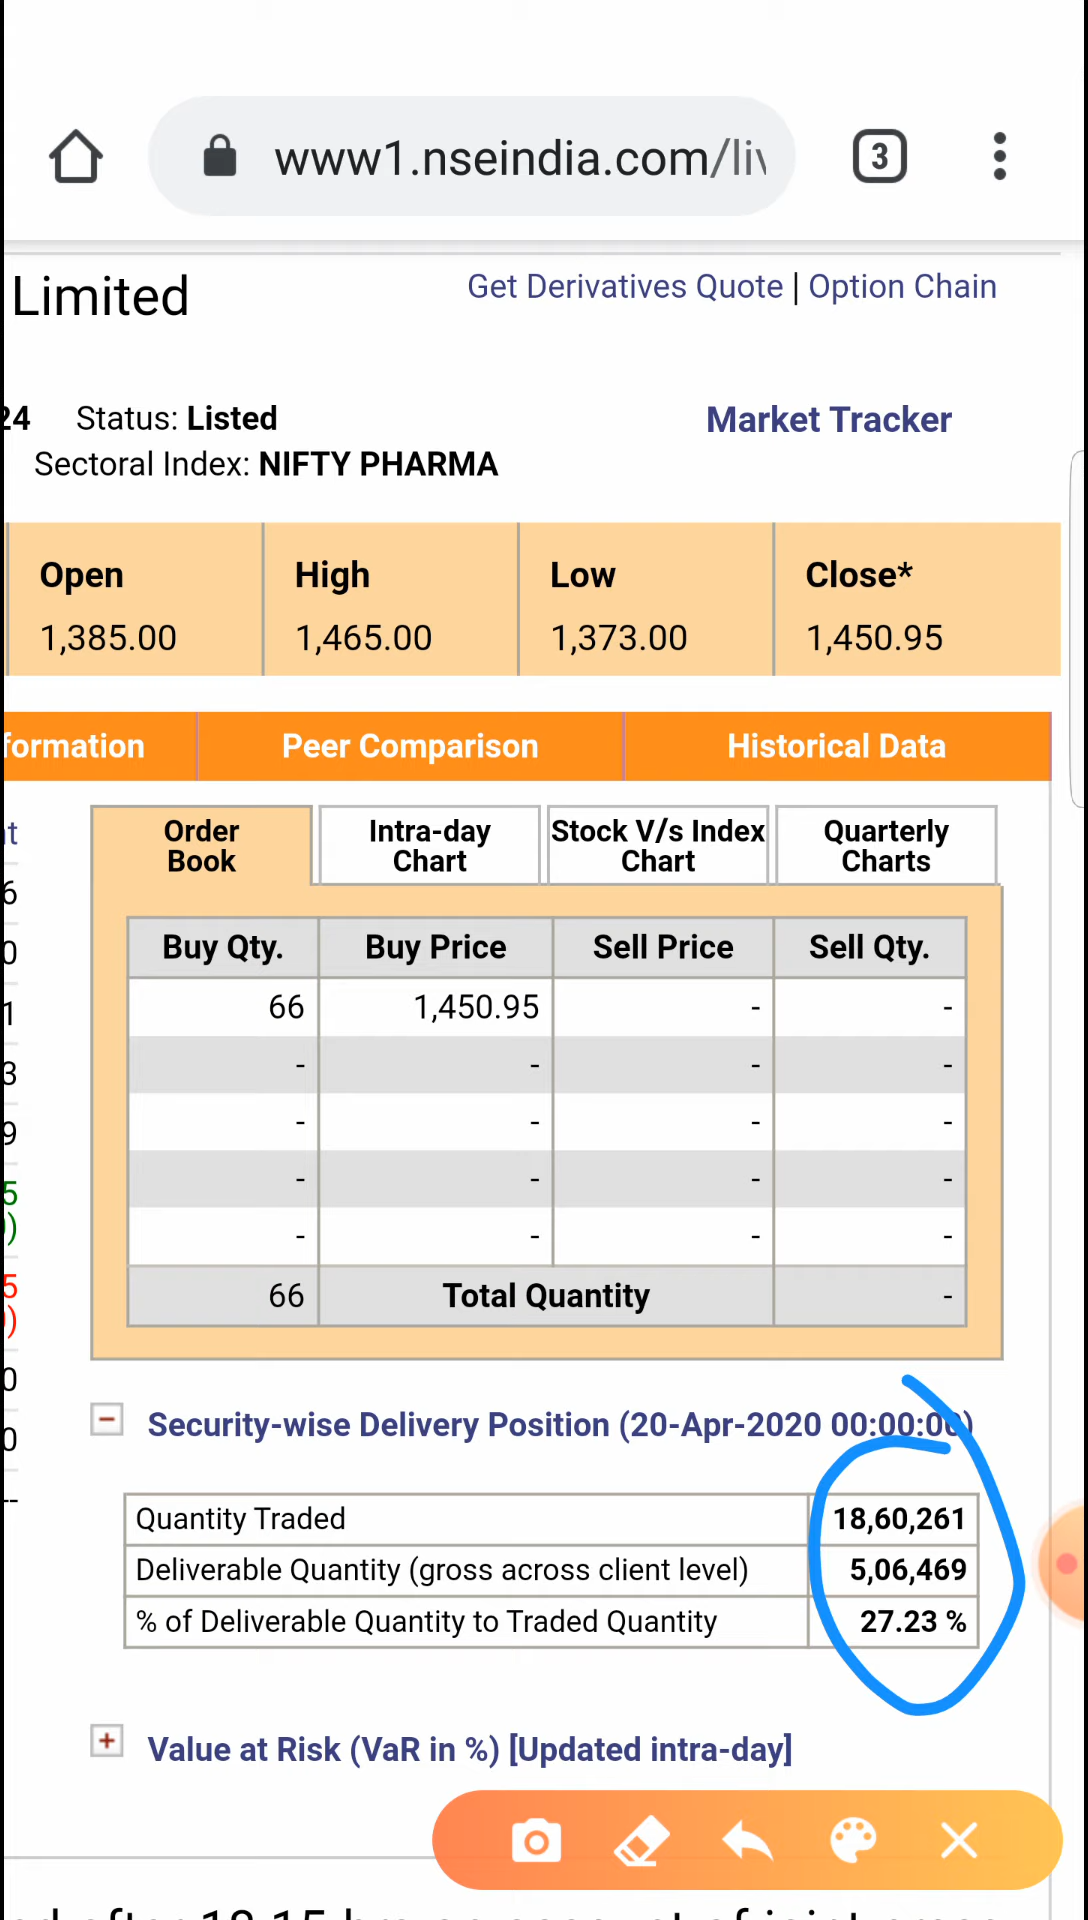 www1.nseindia.com/liv
3
Limited
Get Derivatives Quote | Option Chain
24 Status: Listed
Market Tracker
Sectoral Index: NIFTY PHARMA
Open High Low Close*
1,385.00 1,465.00 1,373.00 1,450.95
formation Peer Comparison Historical Data
Order Book Intra-day Chart Stock V/s Index Chart Quarterly Charts
Buy Qty. Buy Price Sell Price Sell Qty.
66 1,450.95 - -
- - - -
- - - -
- - - -
- - - -
66 Total Quantity -
Security-wise Delivery Position (20-Apr-2020 00:00:00)
Quantity Traded 18,60,261
Deliverable Quantity (gross across client level) 5,06,469
% of Deliverable Quantity to Traded Quantity 27.23 %
Value at Risk (VaR in %) [Updated intra-day]